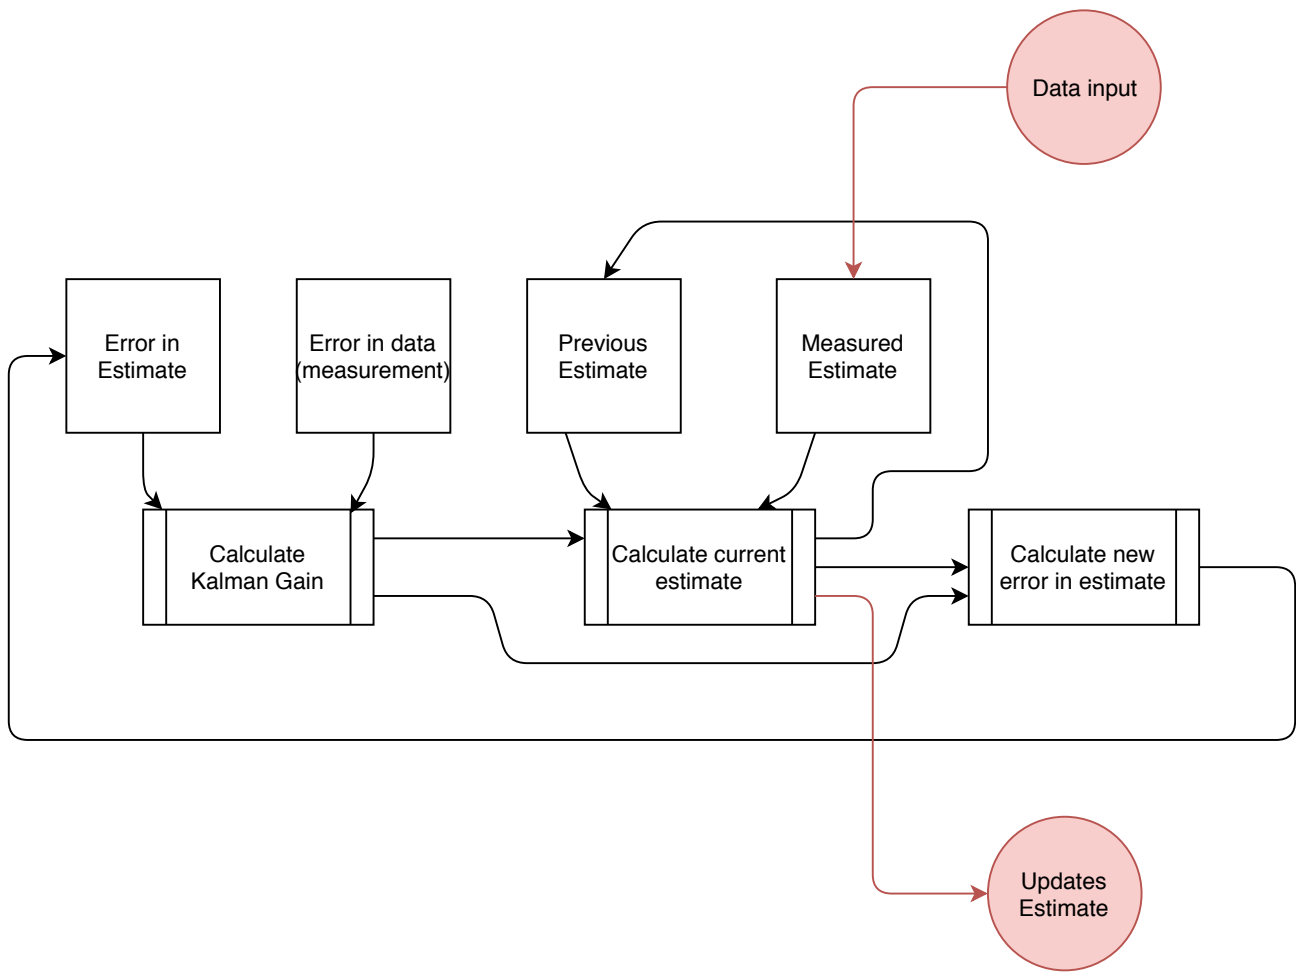 Data input
Error in
Estimate
Error in data
(measurement)
Previous
Estimate
Measured
Estimate
Calculate
Kalman Gain
Calculate current
estimate
Calculate new
error in estimate
Updates
Estimate